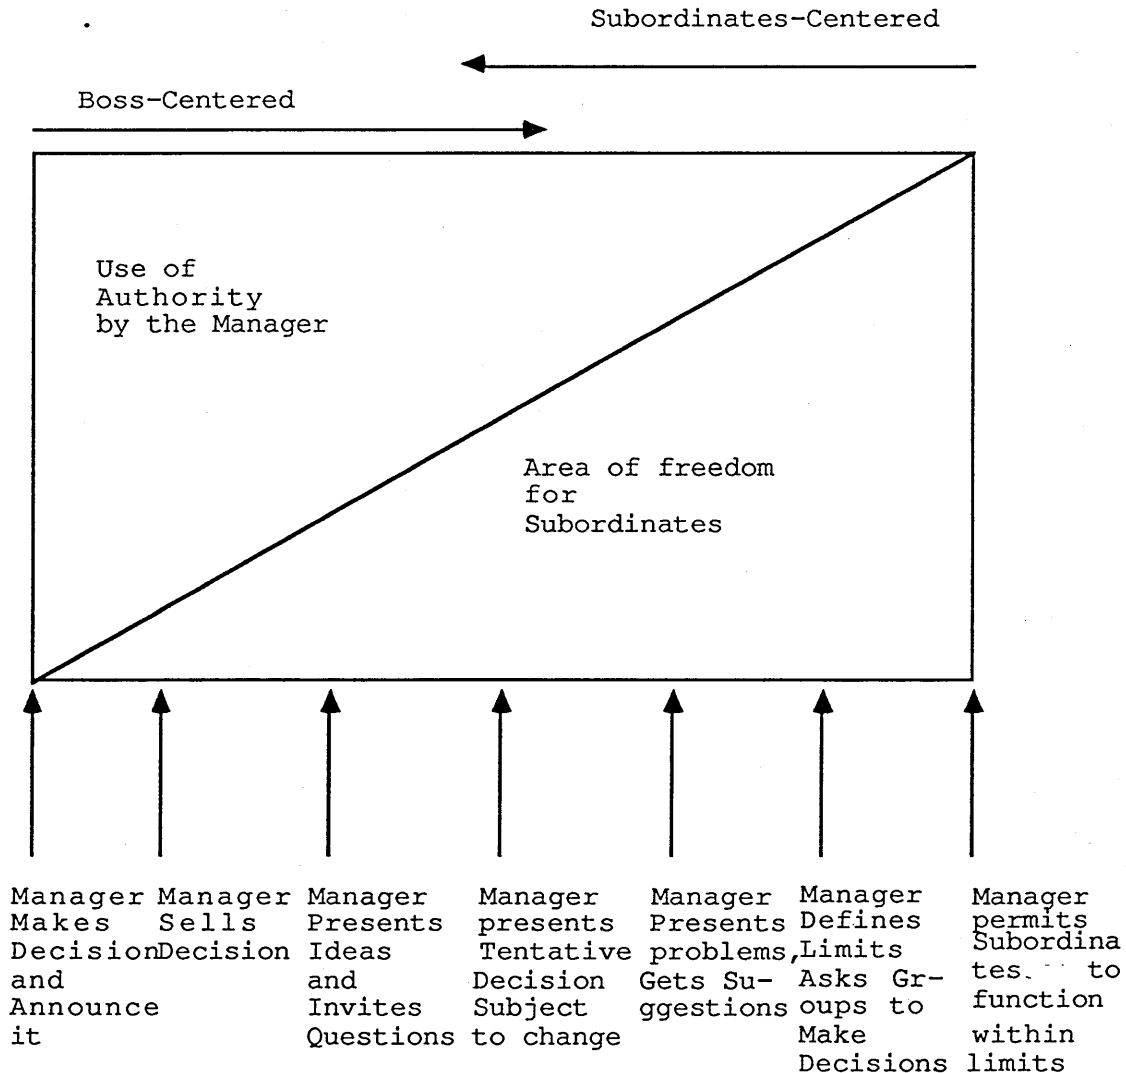 Subordinates-Centered
Boss-Centered
Use of
Authority
by the Manager
Area of freedom
for
Subordinates
Manager
Makes
Decision
and
Announce
it
Manager
Sells
Decision
Manager
Presents
Ideas
and
Invites
Questions
Manager
presents
Tentative
Decision
Subject
to change
Manager
Presents
problems,
Gets Su-
ggestions
Manager
Defines
Limits
Asks Gr-
oups to
Make
Decisions
Manager
permits
Subordina
tes. to
function
within
limits